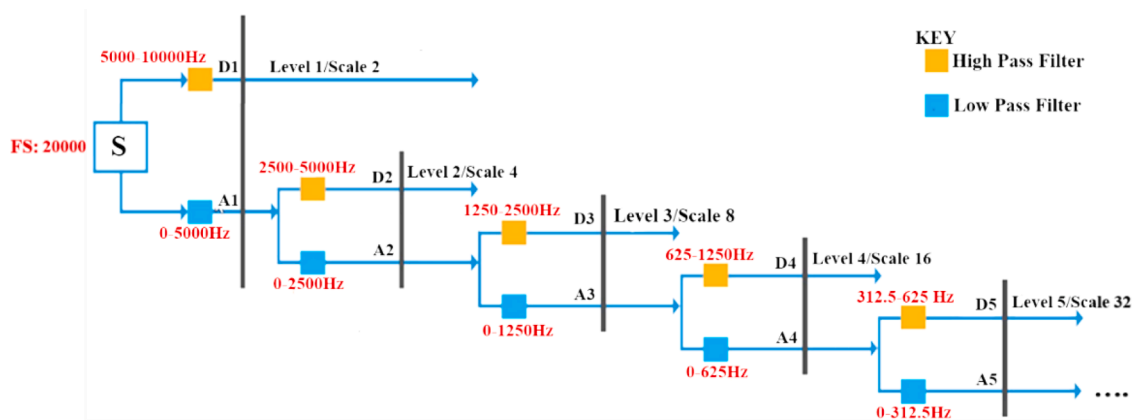 KEY
High Pass Filter
Low Pass Filter
5000-10000Hz
D1
Level 1/Scale 2
FS: 20000
S
A1
0-5000Hz
2500-5000Hz
D2
Level 2/Scale 4
A2
0-2500Hz
1250-2500Hz
D3
Level 3/Scale 8
A3
0-1250Hz
625-1250Hz
D4
Level 4/Scale 16
A4
0-625Hz
312.5-625 Hz
D5
Level 5/Scale 32
A5
0-312.5Hz
....